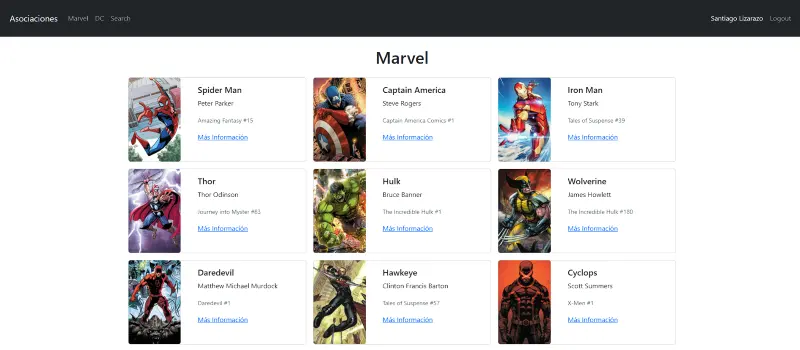 Asociaciones Marvel DC Search Santiago Lizarazo Logout
Marvel
Spider Man
Peter Parker
Amazing Fantasy #15
Más Información
Captain America
Steve Rogers
Captain America Comics #1
Más Información
Iron Man
Tony Stark
Tales of Suspense #39
Más Información
Thor
Thor Odinson
Journey into Myster #83
Más Información
Hulk
Bruce Banner
The Incredible Hulk #1
Más Información
Wolverine
James Howlett
The Incredible Hulk #180
Más Información
Daredevil
Matthew Michael Murdock
Daredevil #1
Más Información
Hawkeye
Clinton Francis Barton
Tales of Suspense #57
Más Información
Cyclops
Scott Summers
X-Men #1
Más Información